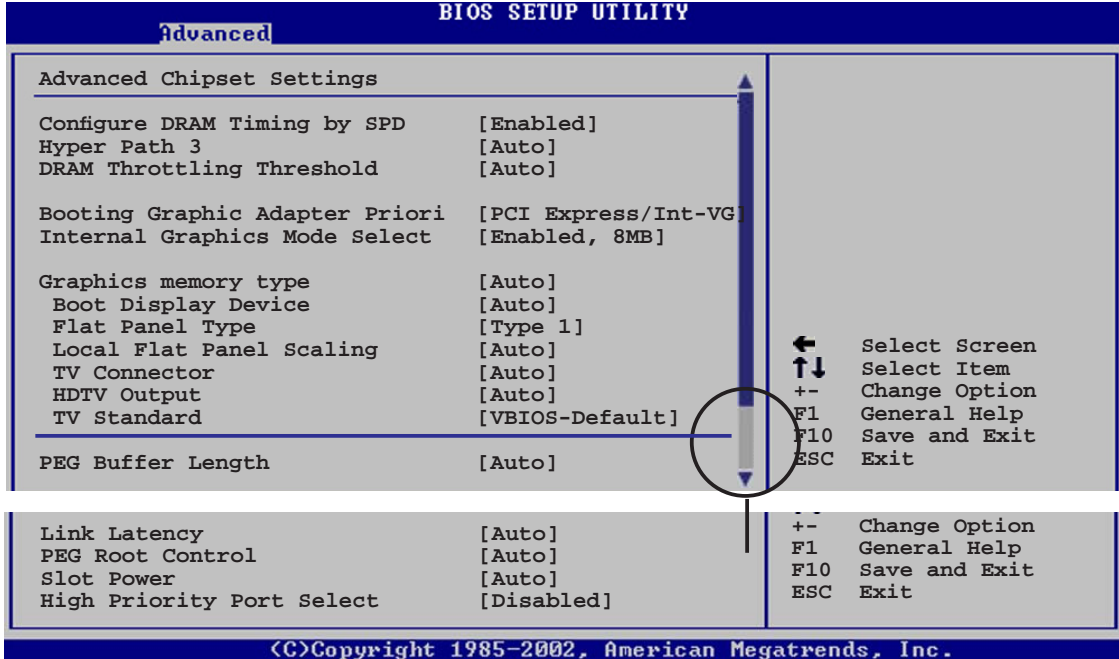 BIOS SETUP UTILITY
Advanced
Advanced Chipset Settings
Configure DRAM Timing by SPD [Enabled]
Hyper Path 3 [Auto]
DRAM Throttling Threshold [Auto]
Booting Graphic Adapter Priori [PCI Express/Int-VG]
Internal Graphics Mode Select [Enabled, 8MB]
Graphics memory type [Auto]
Boot Display Device [Auto]
Flat Panel Type [Type 1]
Local Flat Panel Scaling [Auto]
TV Connector [Auto]
HDTV Output [Auto]
TV Standard [VBIOS-Default]
PEG Buffer Length [Auto]
Link Latency [Auto]
PEG Root Control [Auto]
Slot Power [Auto]
High Priority Port Select [Disabled]
← Select Screen
↑↓ Select Item
+- Change Option
F1 General Help
F10 Save and Exit
ESC Exit
+- Change Option
F1 General Help
F10 Save and Exit
ESC Exit
(C)Copyright 1985-2002, American Megatrends, Inc.